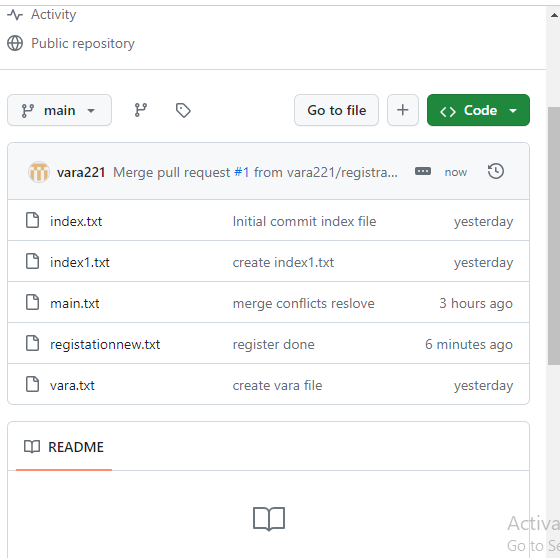 Activity
Public repository
main
Go to file
+
Code
vara221 Merge pull request #1 from vara221/registra... now
index.txt Initial commit index file yesterday
index1.txt create index1.txt yesterday
main.txt merge conflicts reslove 3 hours ago
registationnew.txt register done 6 minutes ago
vara.txt create vara file yesterday
README
Activa
Go to Se